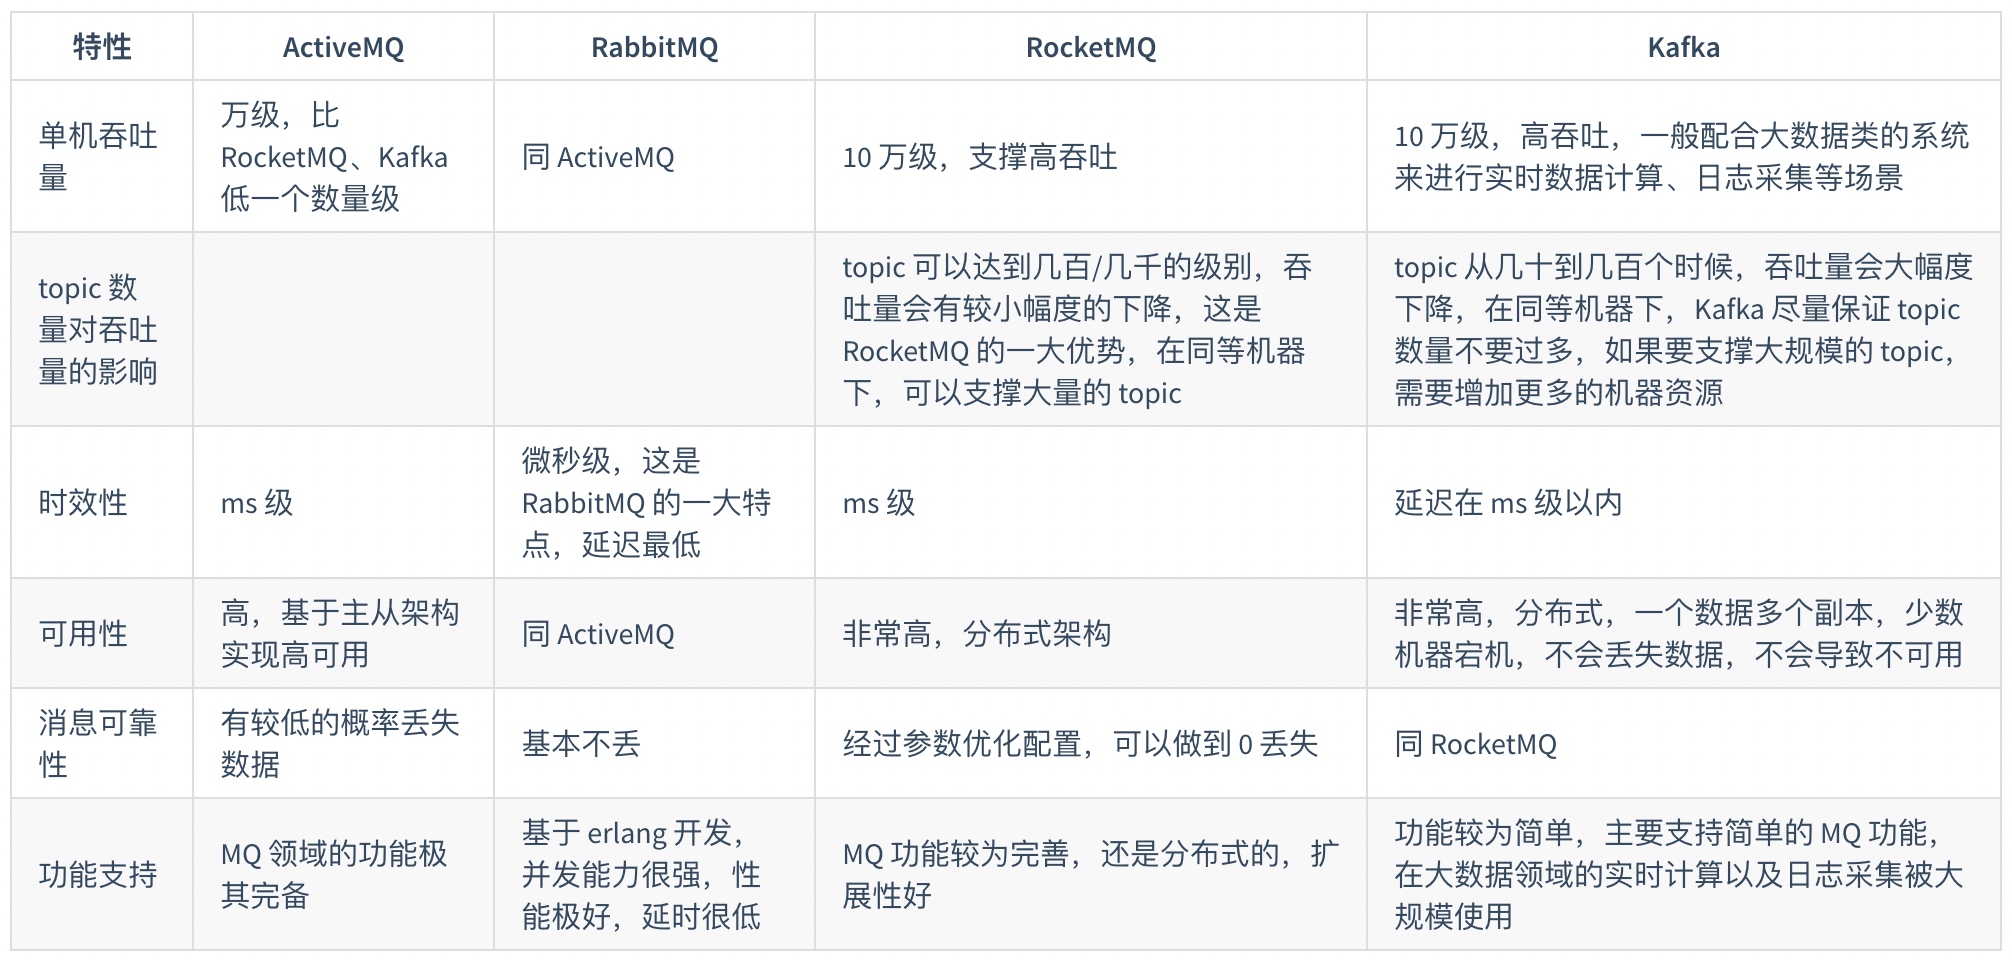 特性
ActiveMQ
RabbitMQ
RocketMQ
Kafka
单机吞吐
量
万级，比
RocketMQ、Kafka
低一个数量级
同 ActiveMQ
10 万级，支撑高吞吐
10 万级，高吞吐，一般配合大数据类的系统
来进行实时数据计算、日志采集等场景
topic 数
量对吞吐
量的影响
topic 可以达到几百/几千的级别，吞
吐量会有较小幅度的下降，这是
RocketMQ 的一大优势，在同等机器
下，可以支撑大量的 topic
topic 从几十到几百个时候，吞吐量会大幅度
下降，在同等机器下，Kafka 尽量保证 topic
数量不要过多，如果要支撑大规模的 topic，
需要增加更多的机器资源
时效性
ms 级
微秒级，这是
RabbitMQ 的一大特
点，延迟最低
ms 级
延迟在 ms 级以内
可用性
高，基于主从架构
实现高可用
同 ActiveMQ
非常高，分布式架构
非常高，分布式，一个数据多个副本，少数
机器宕机，不会丢失数据，不会导致不可用
消息可靠
性
有较低的概率丢失
数据
基本不丢
经过参数优化配置，可以做到 0 丢失
同 RocketMQ
功能支持
MQ 领域的功能极
其完备
基于 erlang 开发，
并发能力很强，性
能极好，延时很低
MQ 功能较为完善，还是分布式的，扩
展性好
功能较为简单，主要支持简单的 MQ 功能，
在大数据领域的实时计算以及日志采集被大
规模使用